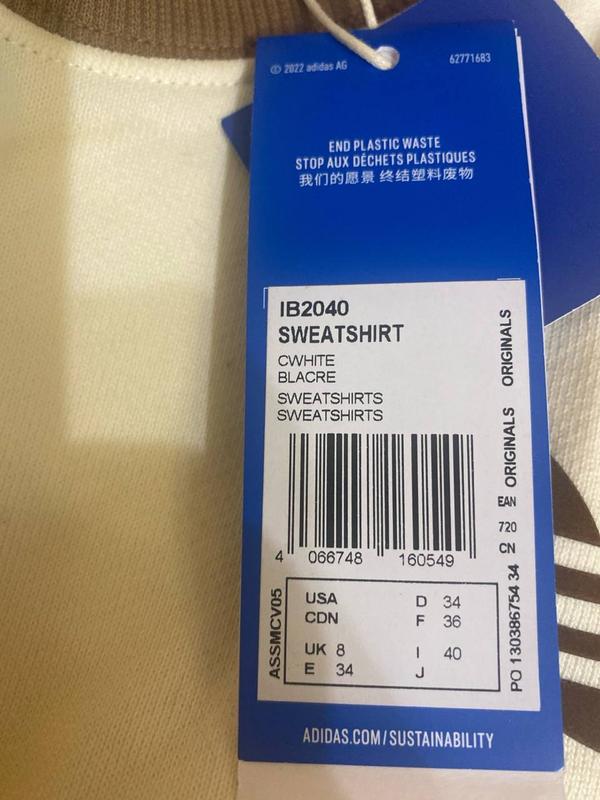 © 2022 adidas AG
62771683
END PLASTIC WASTE
STOP AUX DÉCHETS PLASTIQUES
我们的愿景 终结塑料废物
IB2040
SWEATSHIRT
CWHITE
BLACRE
SWEATSHIRTS
SWEATSHIRTS
ORIGINALS
ORIGINALS
EAN
720
CN
4 066748 160549
ASSMCV05
USA D 34
CDN F 36
UK 8 I 40
E 34 J
PO 130386754 34
ADIDAS.COM/SUSTAINABILITY